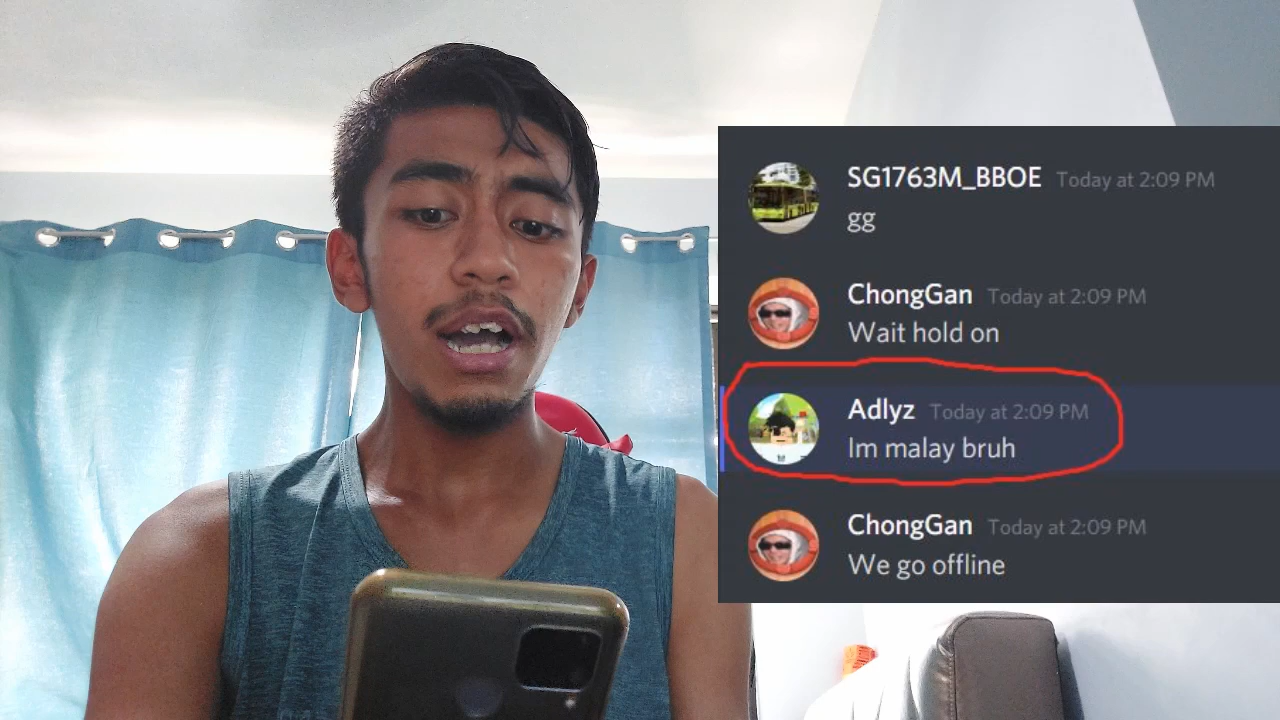 SG1763M_BBOE Today at 2:09 PM
gg
ChongGan Today at 2:09 PM
Wait hold on
Adlyz Today at 2:09 PM
Im malay bruh
ChongGan Today at 2:09 PM
We go offline